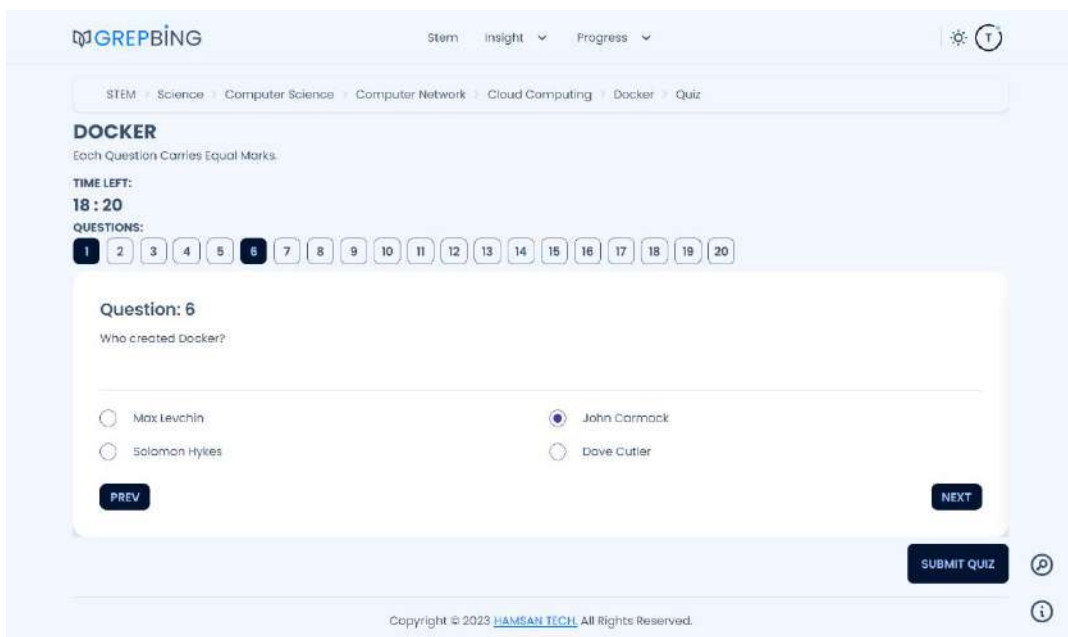 GREPBİNG
Stem Insight Progress
T
STEM Science Computer Science Computer Network Cloud Computing Docker Quiz
DOCKER
Each Question Carries Equal Marks.
TIME LEFT:
18 : 20
QUESTIONS:
1 2 3 4 5 6 7 8 9 10 11 12 13 14 15 16 17 18 19 20
Question: 6
Who created Docker?
Max Levchin John Carmack
Solomon Hykes Dave Cutler
PREV NEXT
SUBMIT QUIZ
Copyright © 2023 HAMSAN TECH. All Rights Reserved.